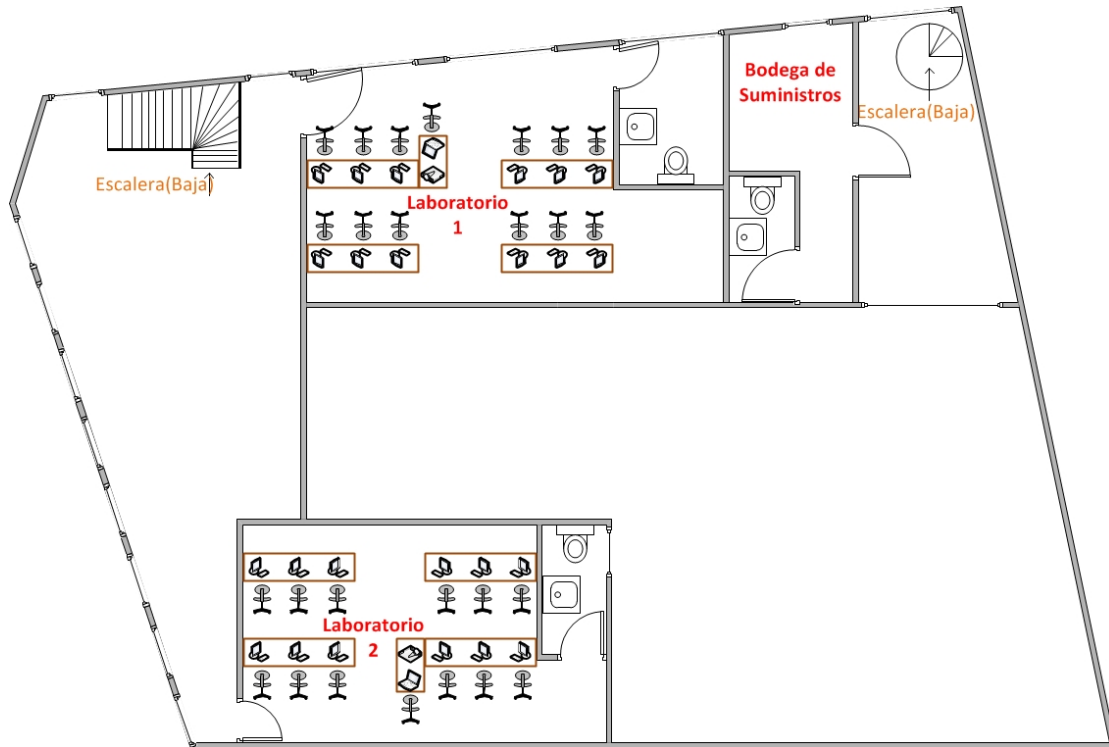 Bodega de
Suministros
Escalera(Baja)
Escalera(Baja)
Laboratorio
1
Laboratorio
2